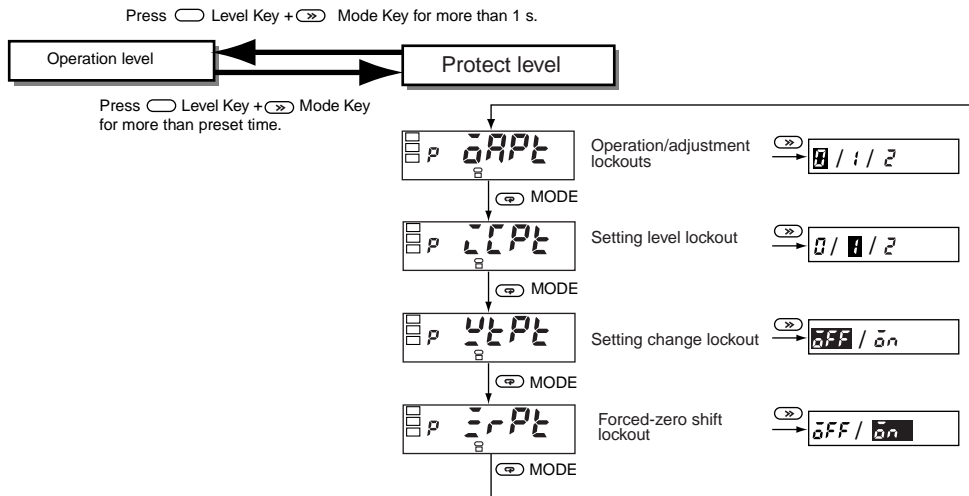 Press Level Key + Mode Key for more than 1 s.
Operation level
Protect level
Press Level Key + Mode Key
for more than preset time.
P oAPt
Operation/adjustment
lockouts
0 / 1 / 2
MODE
P iCPt
Setting level lockout
0 / 1 / 2
MODE
P wtPt
Setting change lockout
oFF / on
MODE
P ZrPt
Forced-zero shift
lockout
oFF / on
MODE